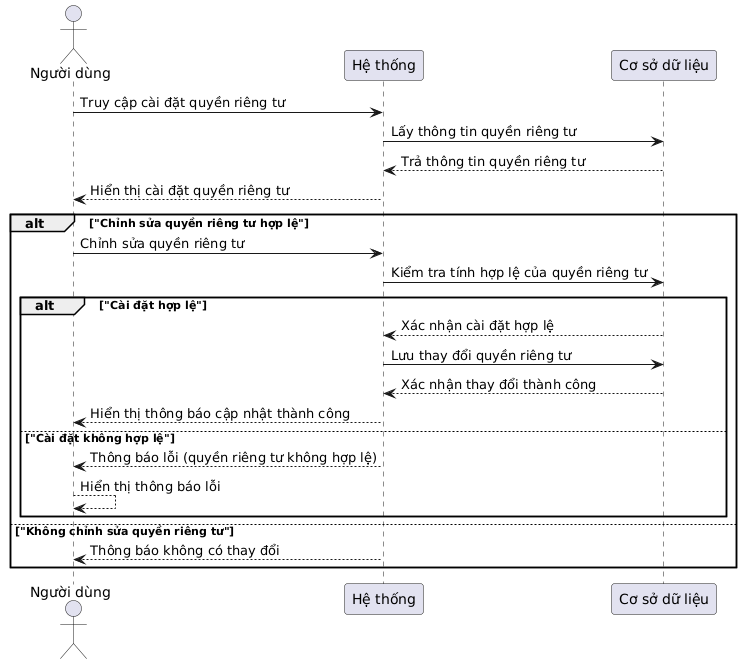 Người dùng
Hệ thống
Cơ sở dữ liệu
Truy cập cài đặt quyền riêng tư
Lấy thông tin quyền riêng tư
Trả thông tin quyền riêng tư
Hiển thị cài đặt quyền riêng tư
alt ["Chỉnh sửa quyền riêng tư hợp lệ"]
Chỉnh sửa quyền riêng tư
Kiểm tra tính hợp lệ của quyền riêng tư
alt ["Cài đặt hợp lệ"]
Xác nhận cài đặt hợp lệ
Lưu thay đổi quyền riêng tư
Xác nhận thay đổi thành công
Hiển thị thông báo cập nhật thành công
["Cài đặt không hợp lệ"]
Thông báo lỗi (quyền riêng tư không hợp lệ)
Hiển thị thông báo lỗi
["Không chỉnh sửa quyền riêng tư"]
Thông báo không có thay đổi
Người dùng
Hệ thống
Cơ sở dữ liệu